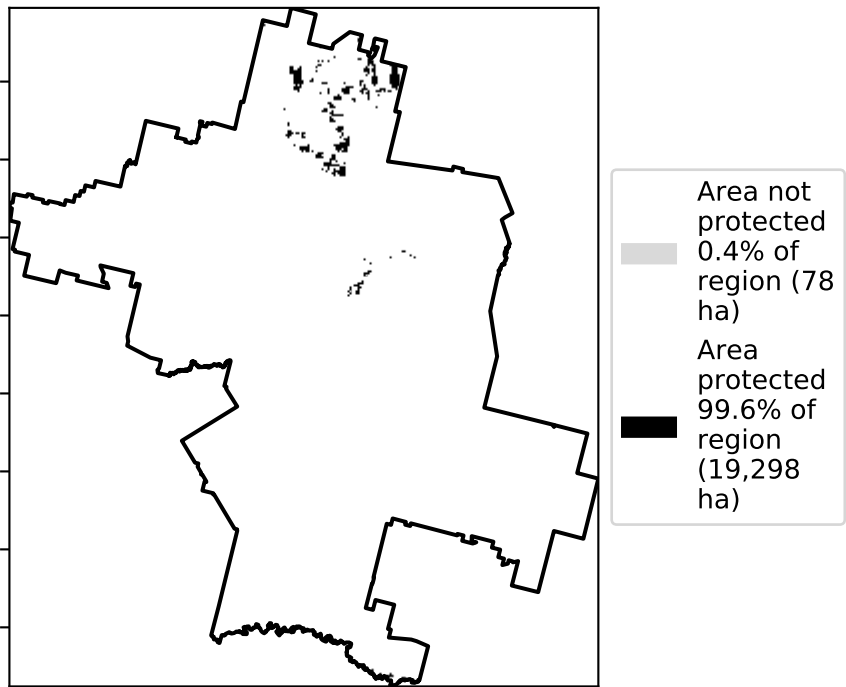 Area not
protected
0.4% of
region (78
ha)
Area
protected
99.6% of
region
(19,298
ha)